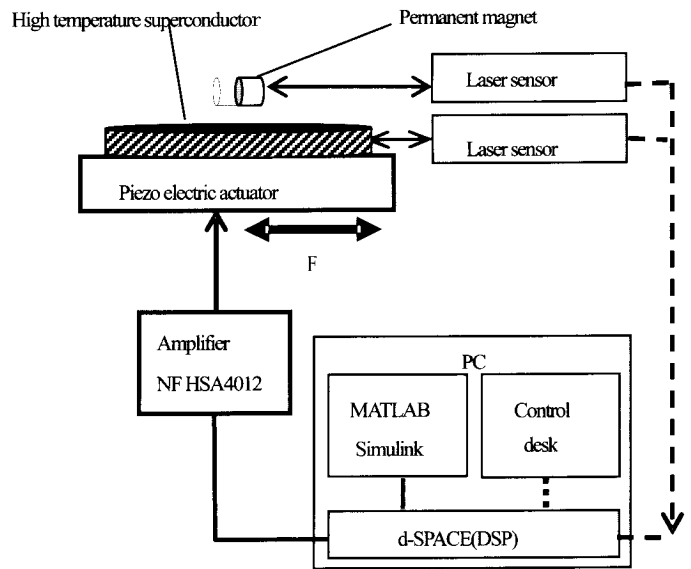 High temperature superconductor
Permanent magnet
Laser sensor
Laser sensor
Piezo electric actuator
F
Amplifier
NF HSA4012
PC
MATLAB
Simulink
Control
desk
d-SPACE(DSP)